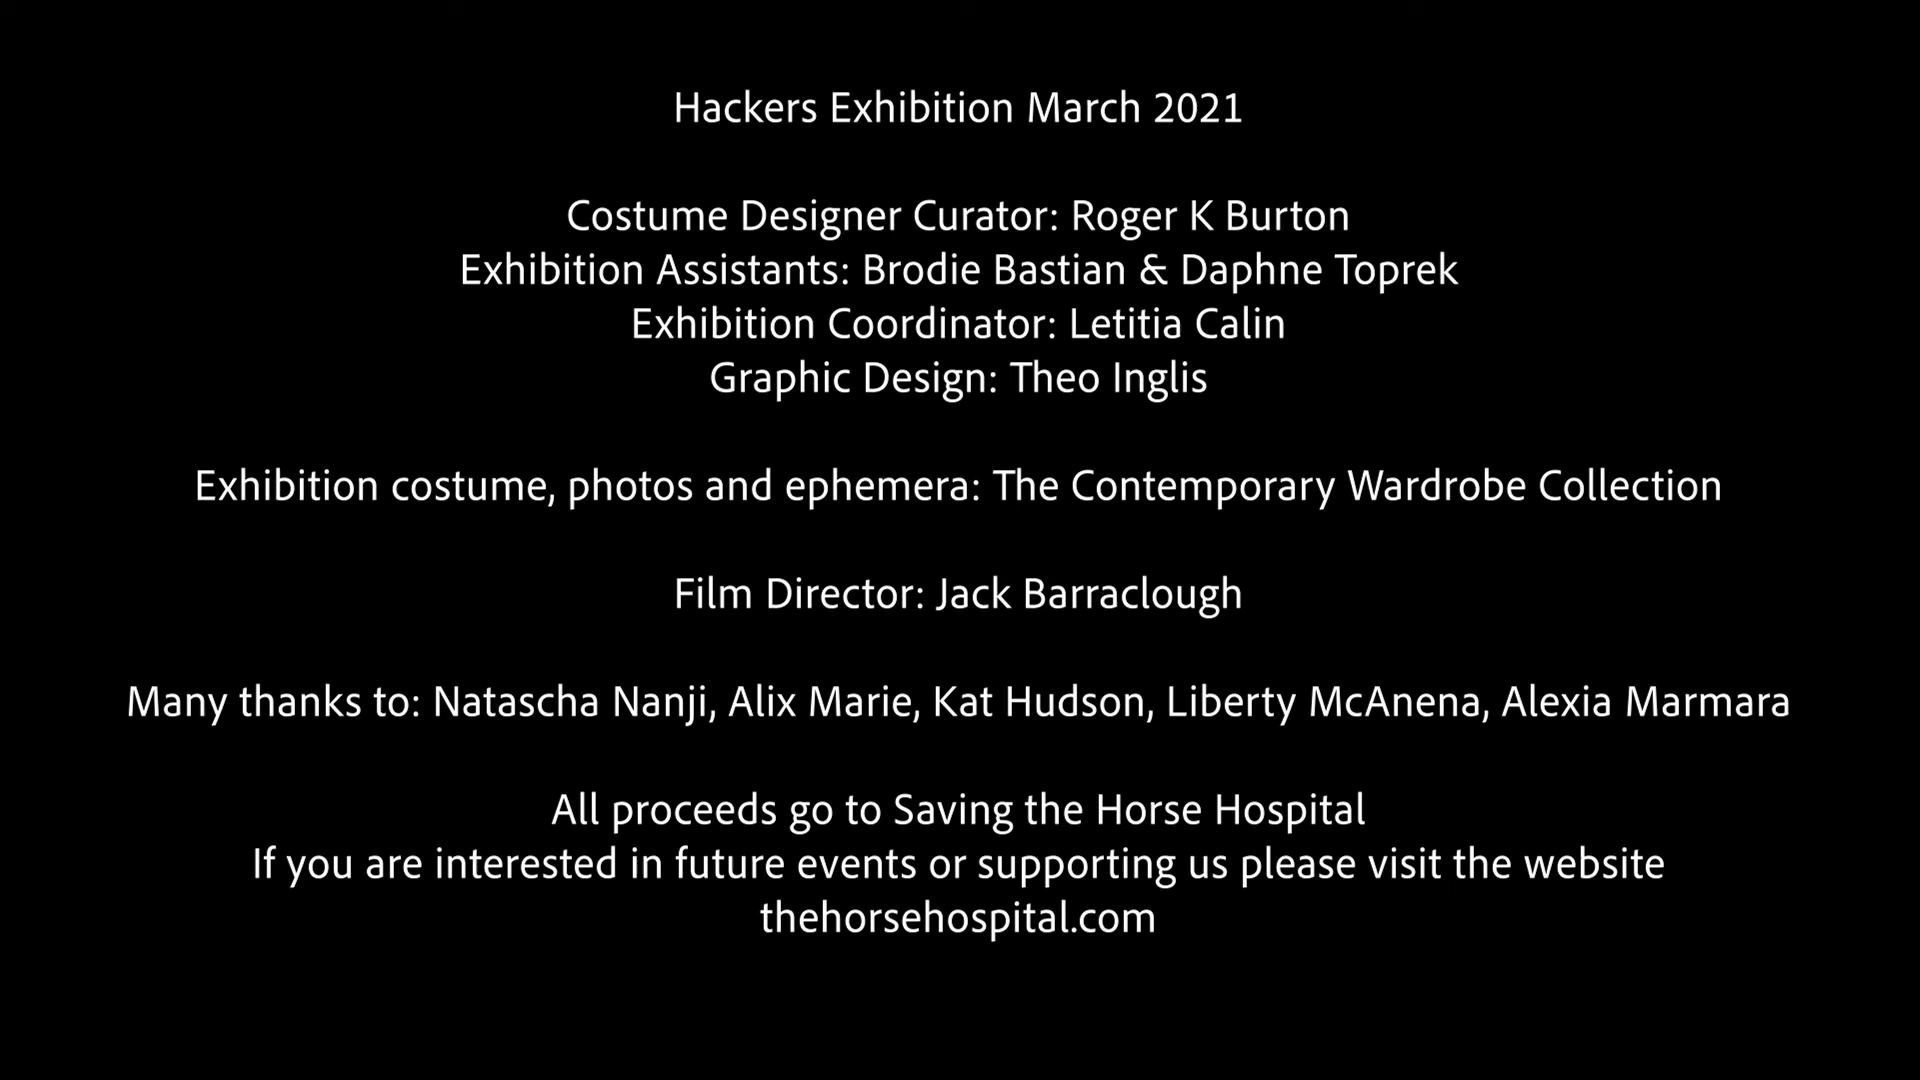 Hackers Exhibition March 2021
Costume Designer Curator: Roger K Burton
Exhibition Assistants: Brodie Bastian & Daphne Toprek
Exhibition Coordinator: Letitia Calin
Graphic Design: Theo Inglis
Exhibition costume, photos and ephemera: The Contemporary Wardrobe Collection
Film Director: Jack Barraclough
Many thanks to: Natascha Nanji, Alix Marie, Kat Hudson, Liberty McAnena, Alexia Marmara
All proceeds go to Saving the Horse Hospital
If you are interested in future events or supporting us please visit the website
thehorsehospital.com